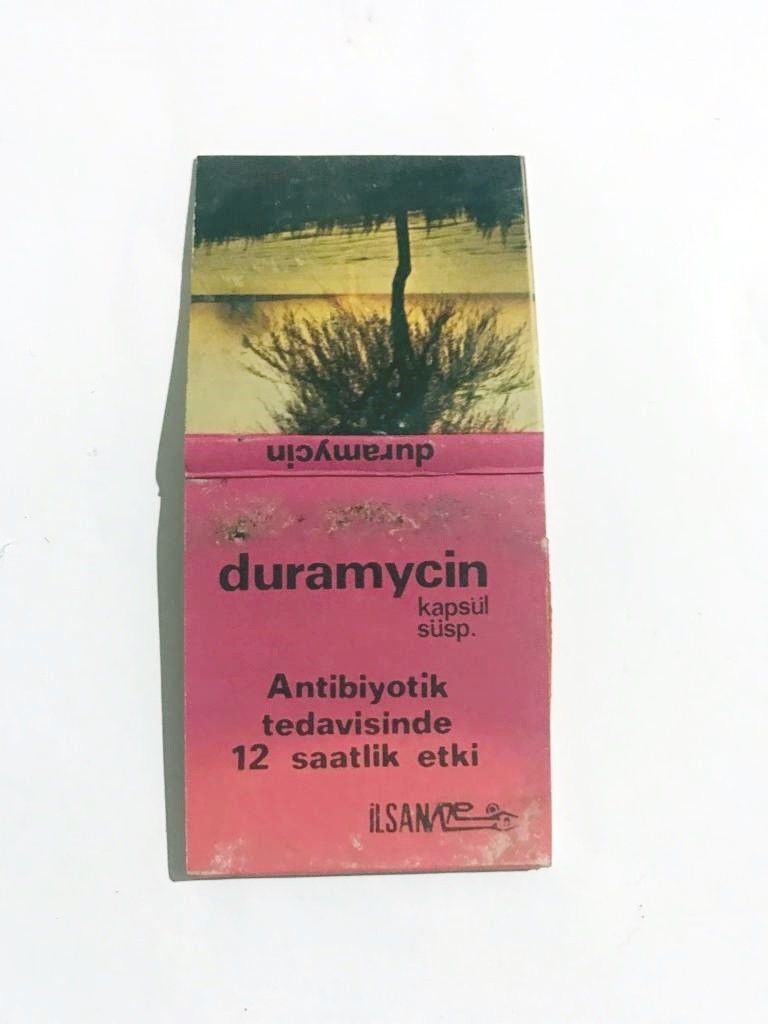 duramycin
duramycin
kapsül
süsp.
Antibiyotik
tedavisinde
12 saatlik etki
İLSAN